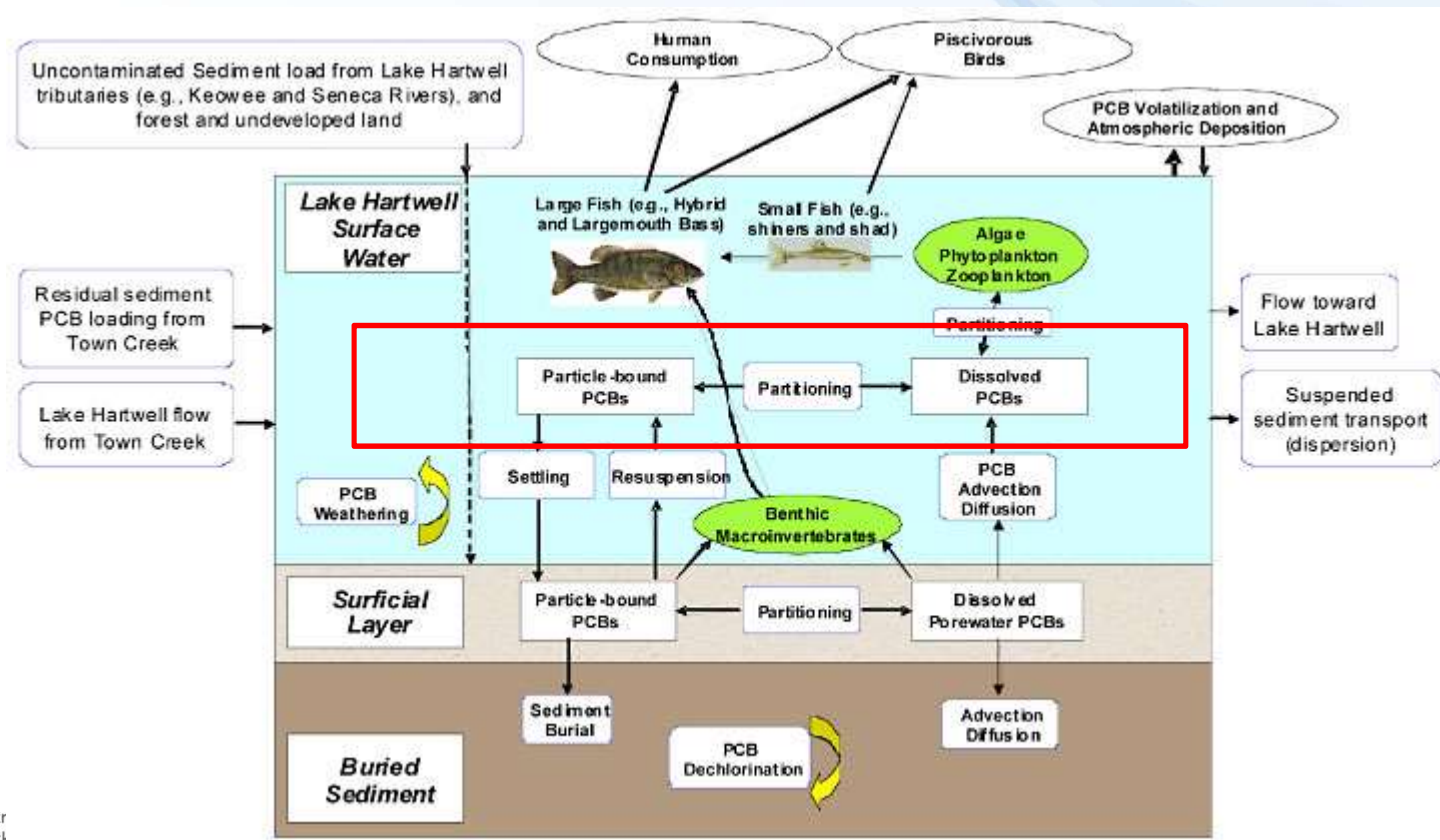 Human
Consumption
Piscivorous
Birds
Uncontaminated Sediment load from Lake Hartwell
tributaries (e.g., Keowee and Seneca Rivers), and
forest and undeveloped land
PCB Volatilization and
Atmospheric Deposition
Lake Hartwell
Surface
Water
Large Fish (e.g., Hybrid
and Largemouth Bass)
Small Fish (e.g.,
shiners and shad)
Algae
Phytoplankton
Zooplankton
Residual sediment
PCB loading from
Town Creek
Flow toward
Lake Hartwell
Partitioning
Particle-bound
PCBs
Partitioning
Dissolved
PCBs
Lake Hartwell flow
from Town Creek
Suspended
sediment transport
(dispersion)
Settling
Resuspension
PCB
Advection
Diffusion
PCB
Weathering
Benthic
Macroinvertebrates
Surficial
Layer
Particle-bound
PCBs
Partitioning
Dissolved
Porewater PCBs
Sediment
Burial
Advection
Diffusion
PCB
Dechlorination
Buried
Sediment